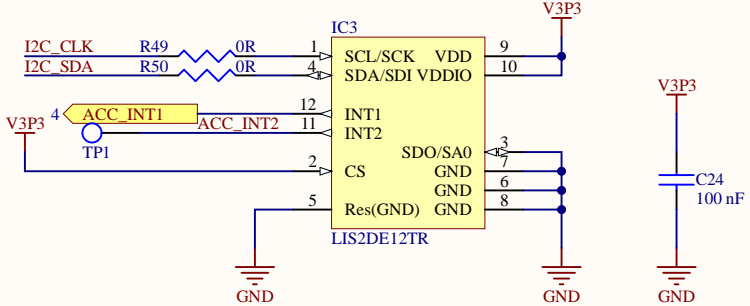 IC3
V3P3
I2C_CLK R49 0R 1 SCL/SCK VDD 9
I2C_SDA R50 0R 4 SDA/SDI VDDIO 10
V3P3
4 ACC_INT1 12 INT1
V3P3 ACC_INT2 11 INT2
TP1
3 SDO/SA0
2 CS GND 7
GND 6
5 Res(GND) GND 8
C24
100 nF
LIS2DE12TR
GND GND GND